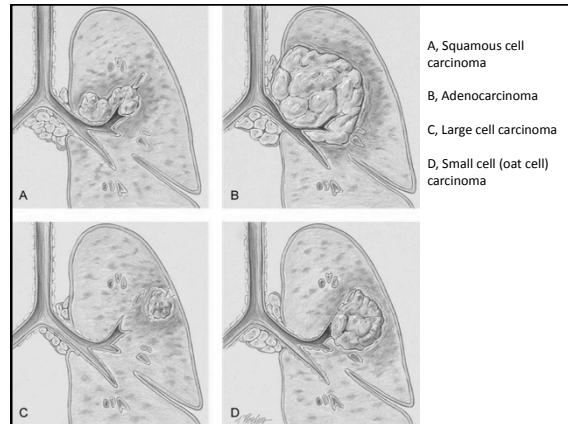 A, Squamous cell
carcinoma
B, Adenocarcinoma
C, Large cell carcinoma
D, Small cell (oat cell)
carcinoma
A
B
C
D